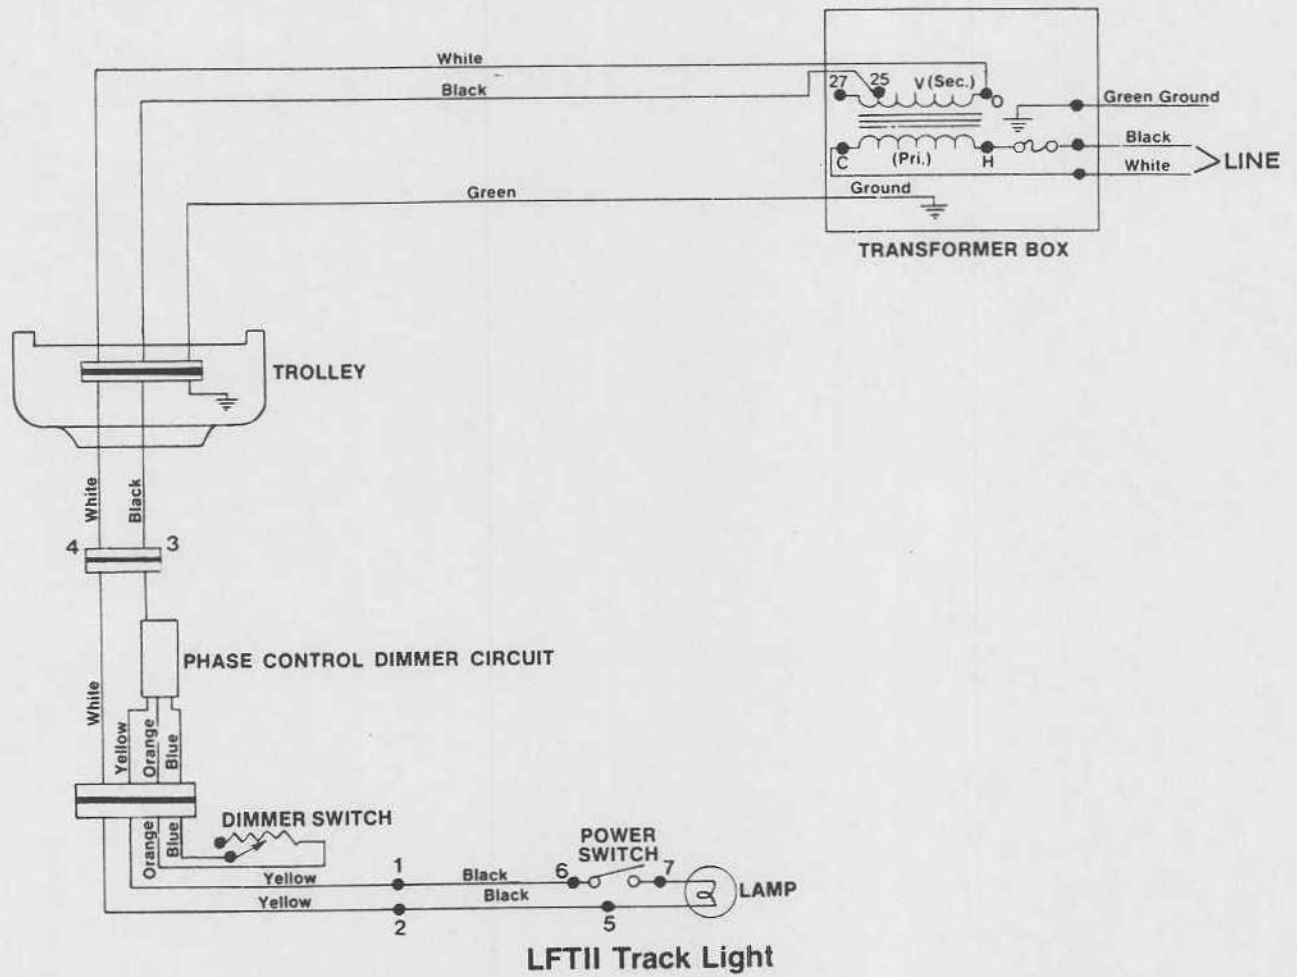 White
Black
27 25 V (Sec.) O
Green Ground
Black
C (Pri.) H
White
LINE
Green
Ground
TRANSFORMER BOX
TROLLEY
White
Black
4 3
PHASE CONTROL DIMMER CIRCUIT
White
Yellow
Orange
Blue
DIMMER SWITCH
Orange
Blue
POWER
SWITCH
1 Black 6 7
Yellow
LAMP
Yellow
Black
2 5
LFTII Track Light